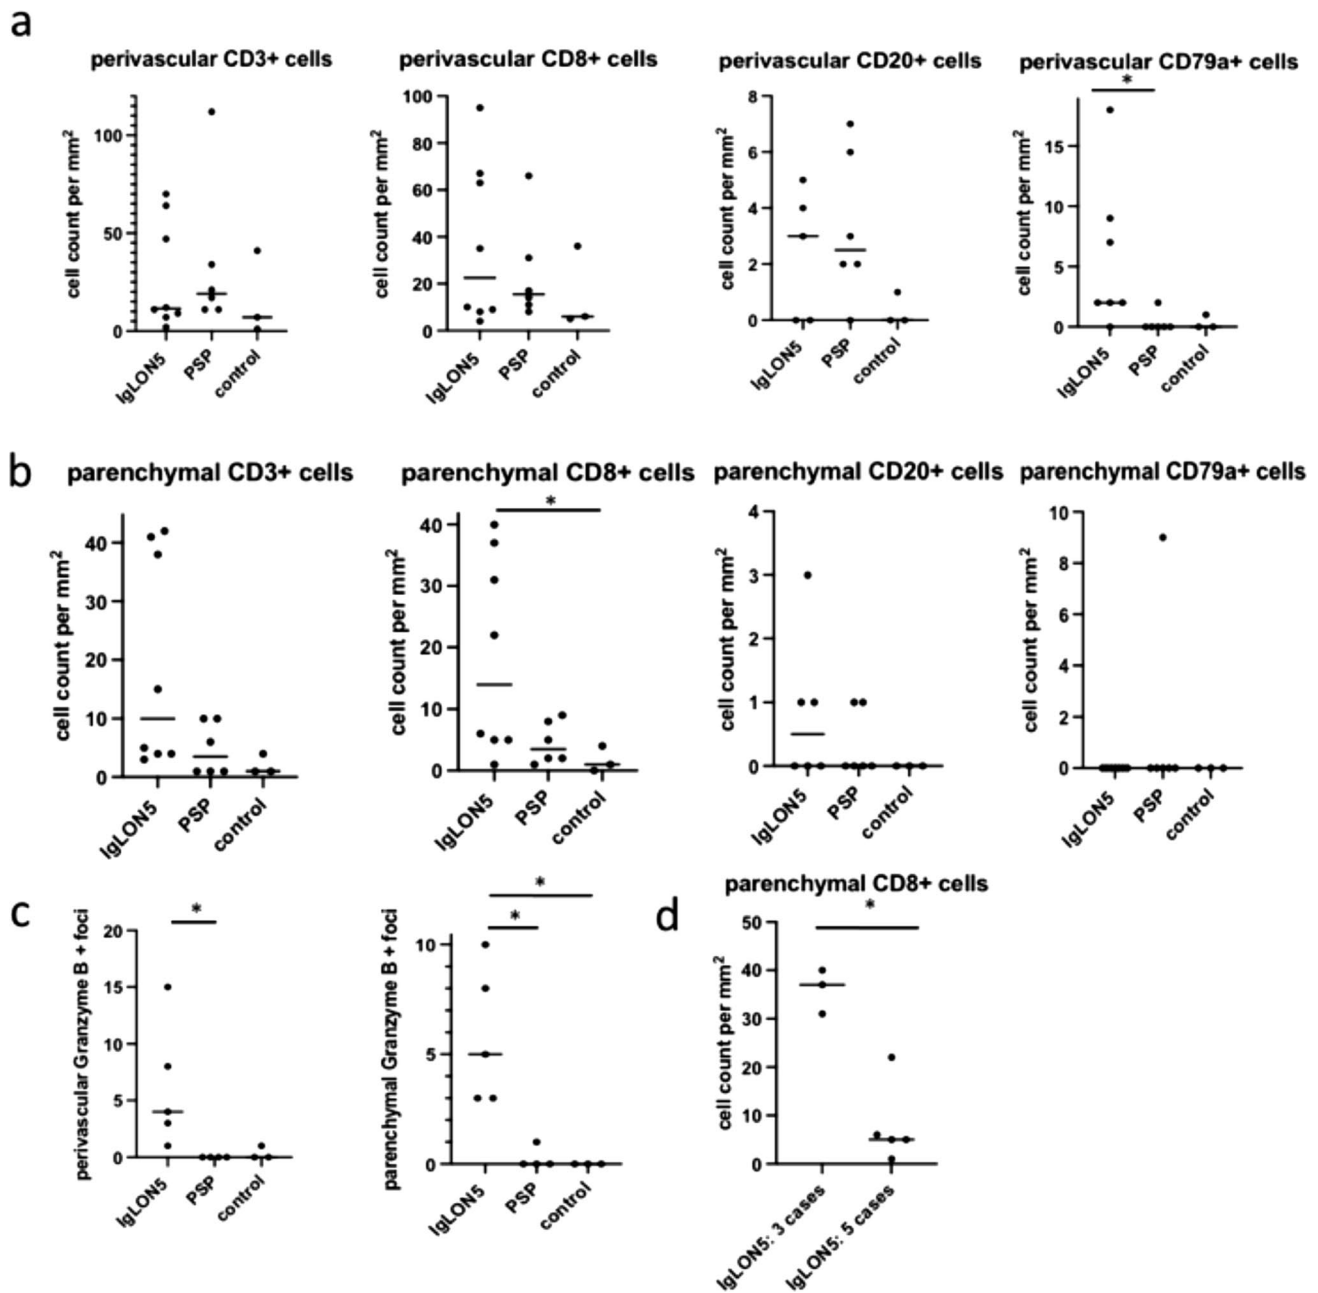 a
perivascular CD3+ cells
cell count per mm2
100
50
0
IgLON5
PSP
control
perivascular CD8+ cells
cell count per mm2
100
80
60
40
20
0
IgLON5
PSP
control
perivascular CD20+ cells
cell count per mm2
8
6
4
2
0
IgLON5
PSP
control
perivascular CD79a+ cells
*
cell count per mm2
15
10
5
0
IgLON5
PSP
control
b
parenchymal CD3+ cells
cell count per mm2
40
30
20
10
0
IgLON5
PSP
control
parenchymal CD8+ cells
*
cell count per mm2
40
30
20
10
0
IgLON5
PSP
control
parenchymal CD20+ cells
cell count per mm2
4
3
2
1
0
IgLON5
PSP
control
parenchymal CD79a+ cells
cell count per mm2
10
8
6
4
2
0
IgLON5
PSP
control
c
*
perivascular Granzyme B + foci
20
15
10
5
0
IgLON5
PSP
control
*
*
parenchymal Granzyme B + foci
10
5
0
IgLON5
PSP
control
d
parenchymal CD8+ cells
*
cell count per mm2
50
40
30
20
10
0
IgLON5: 3 cases
IgLON5: 5 cases